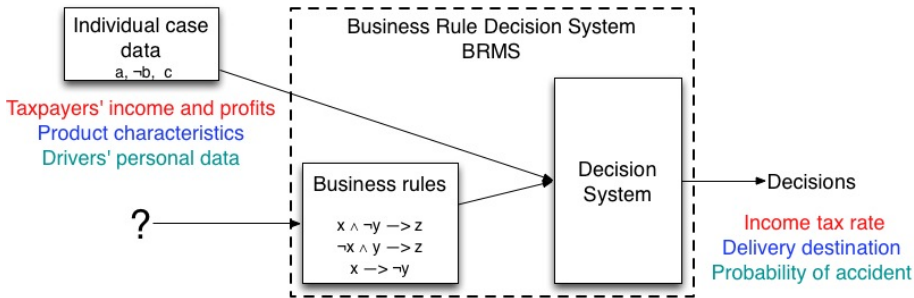 Individual case
data
a, ¬b, c
Taxpayers' income and profits
Product characteristics
Drivers' personal data
?
Business Rule Decision System
BRMS
Business rules
x ∧ ¬y —> z
¬x ∧ y —> z
x —> ¬y
Decision
System
Decisions
Income tax rate
Delivery destination
Probability of accident